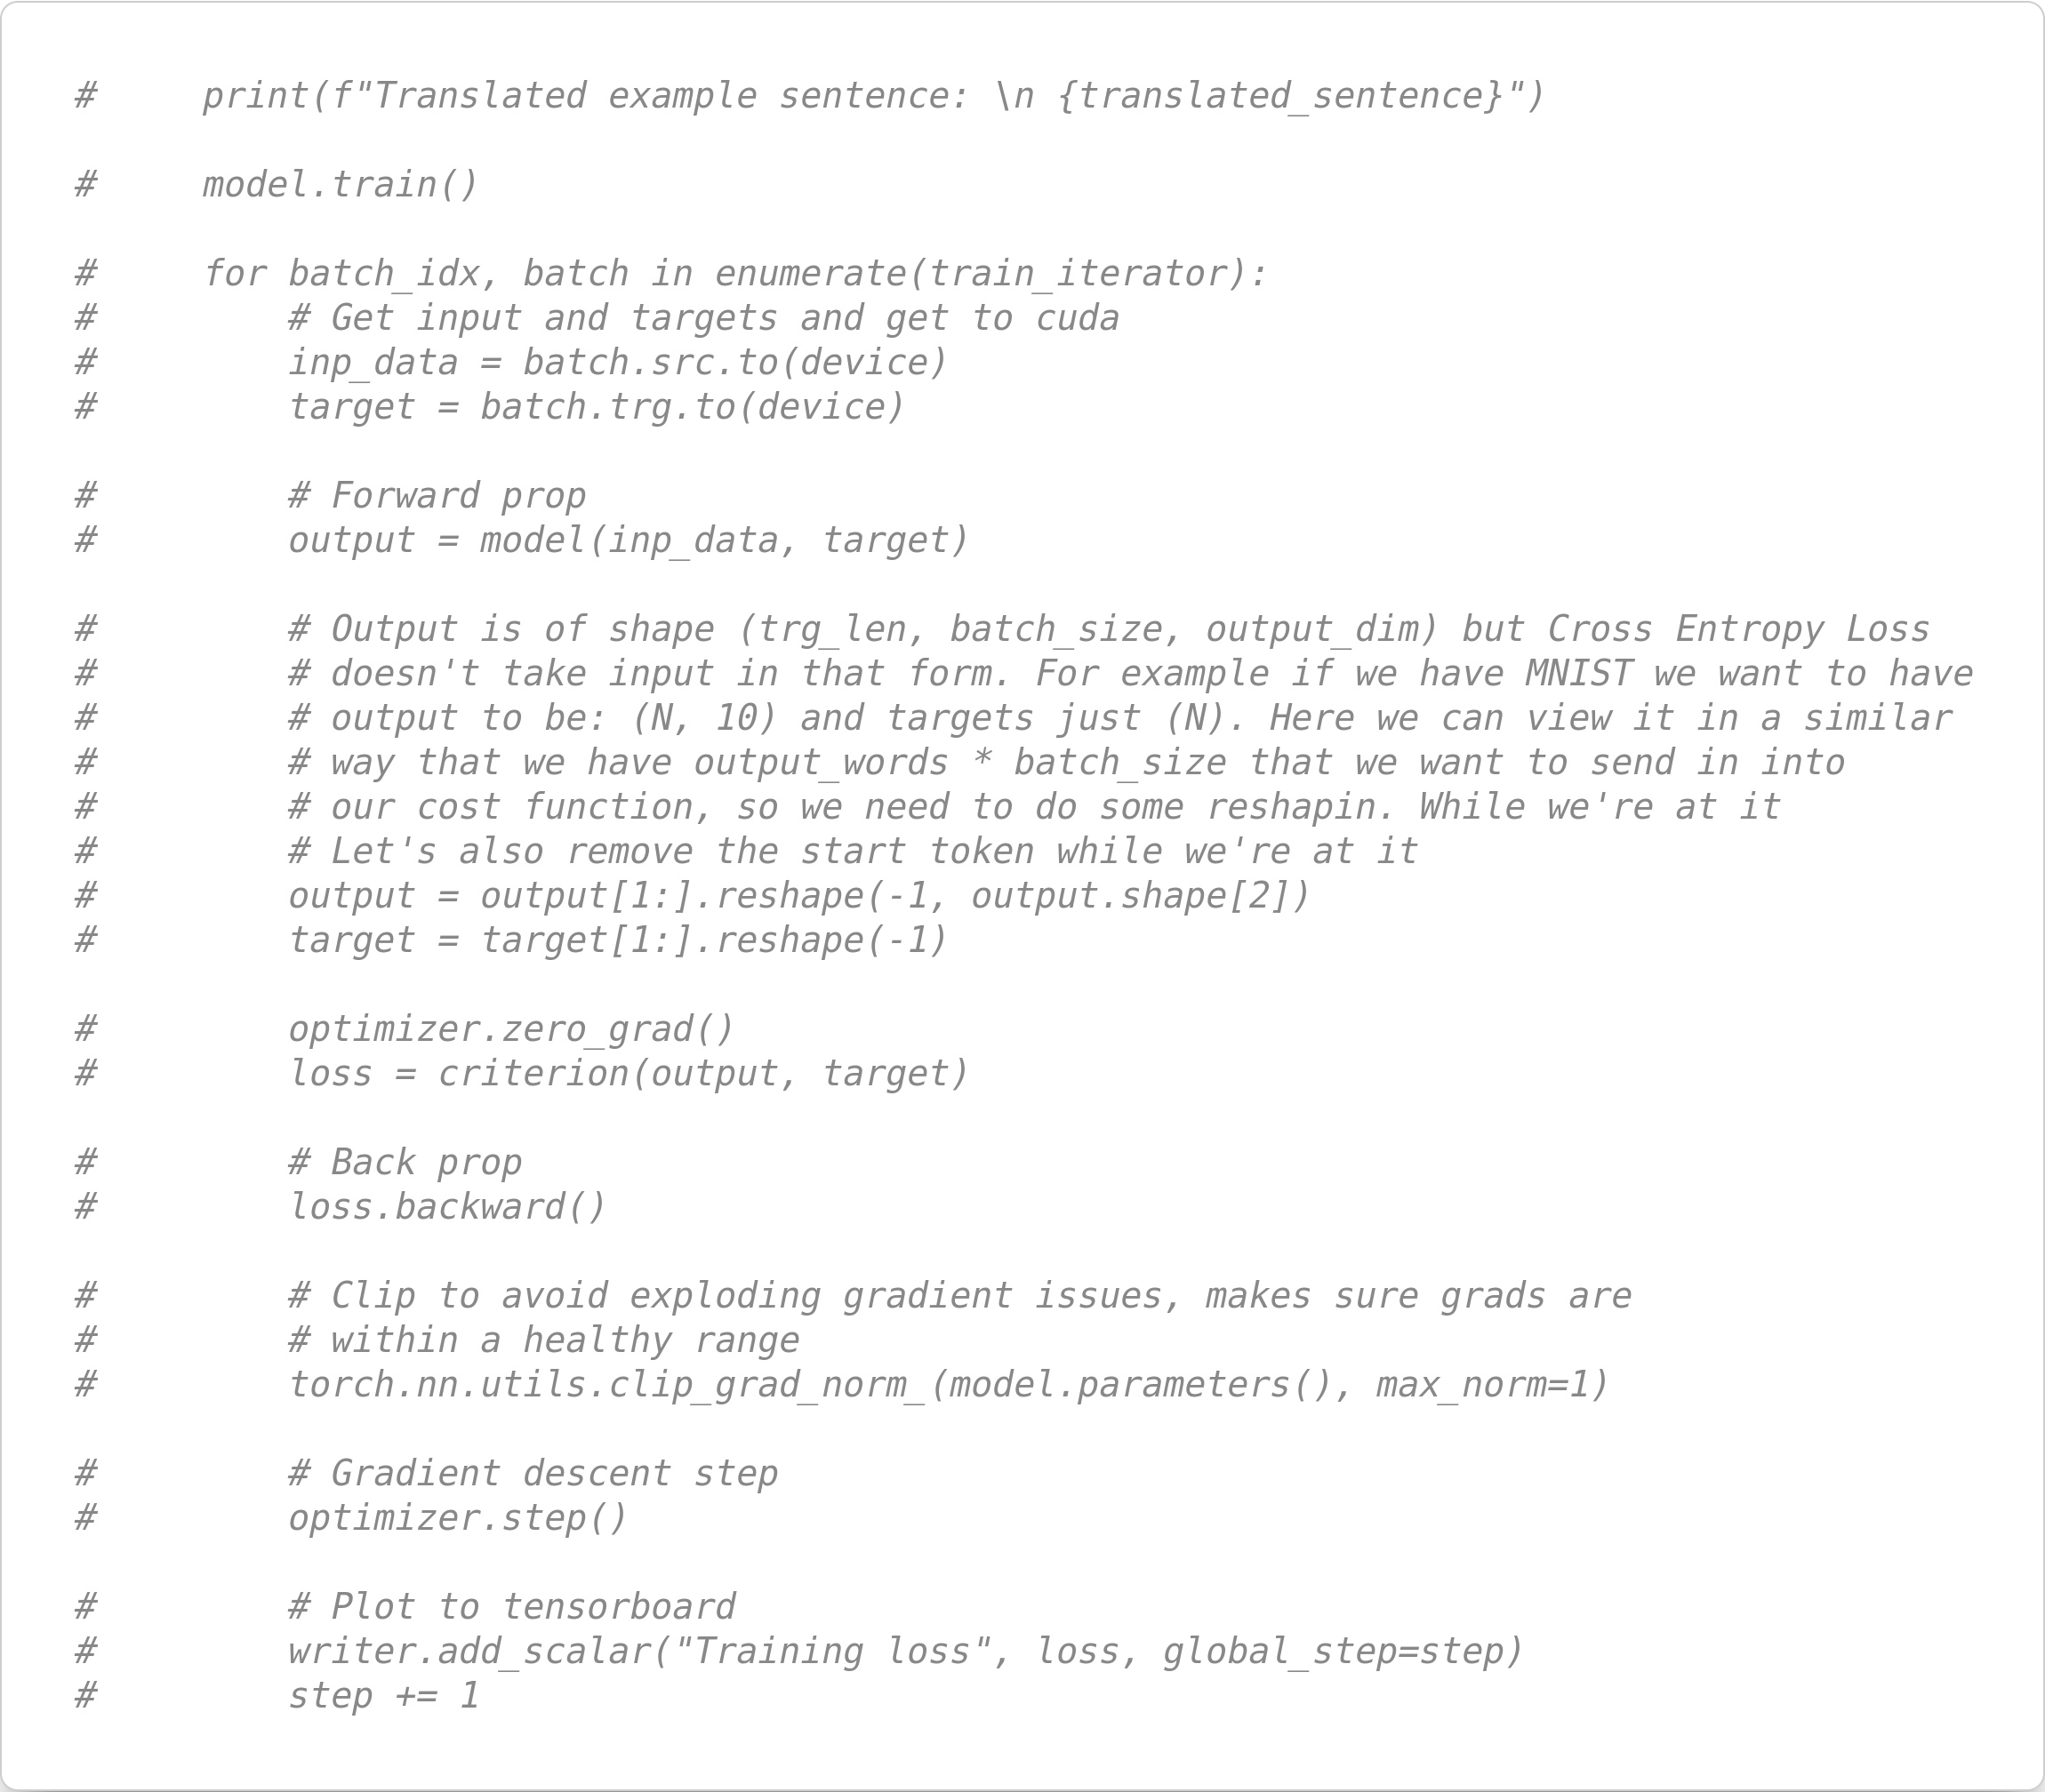 #     print(f"Translated example sentence: \n {translated_sentence}")

#     model.train()

#     for batch_idx, batch in enumerate(train_iterator):
#         # Get input and targets and get to cuda
#         inp_data = batch.src.to(device)
#         target = batch.trg.to(device)

#         # Forward prop
#         output = model(inp_data, target)

#         # Output is of shape (trg_len, batch_size, output_dim) but Cross Entropy Loss
#         # doesn't take input in that form. For example if we have MNIST we want to have
#         # output to be: (N, 10) and targets just (N). Here we can view it in a similar
#         # way that we have output_words * batch_size that we want to send in into
#         # our cost function, so we need to do some reshapin. While we're at it
#         # Let's also remove the start token while we're at it
#         output = output[1:].reshape(-1, output.shape[2])
#         target = target[1:].reshape(-1)

#         optimizer.zero_grad()
#         loss = criterion(output, target)

#         # Back prop
#         loss.backward()

#         # Clip to avoid exploding gradient issues, makes sure grads are
#         # within a healthy range
#         torch.nn.utils.clip_grad_norm_(model.parameters(), max_norm=1)

#         # Gradient descent step
#         optimizer.step()

#         # Plot to tensorboard
#         writer.add_scalar("Training loss", loss, global_step=step)
#         step += 1